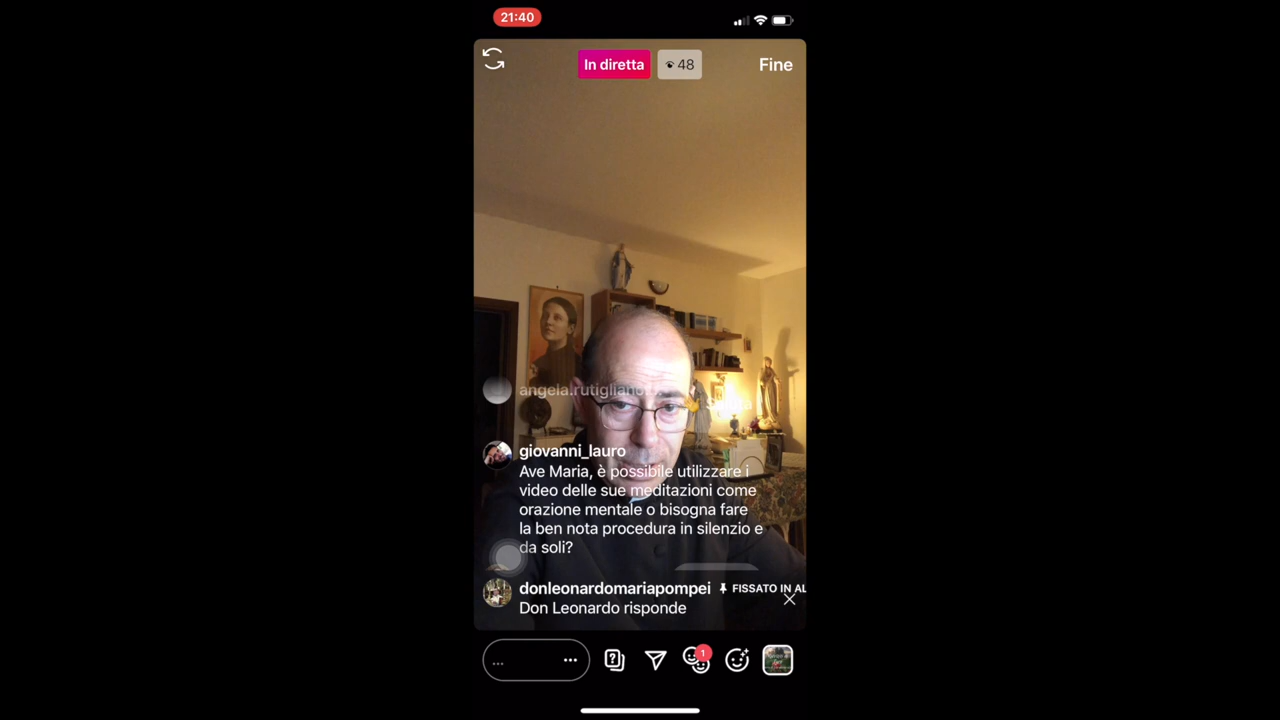 21:40
In diretta
48
Fine
giovanni_lauro
Ave Maria, è possibile utilizzare i
video delle sue meditazioni come
orazione mentale o bisogna fare
la ben nota procedura in silenzio e
da soli?
donleonardomariapompei FISSATO IN AL
Don Leonardo risponde
...
1